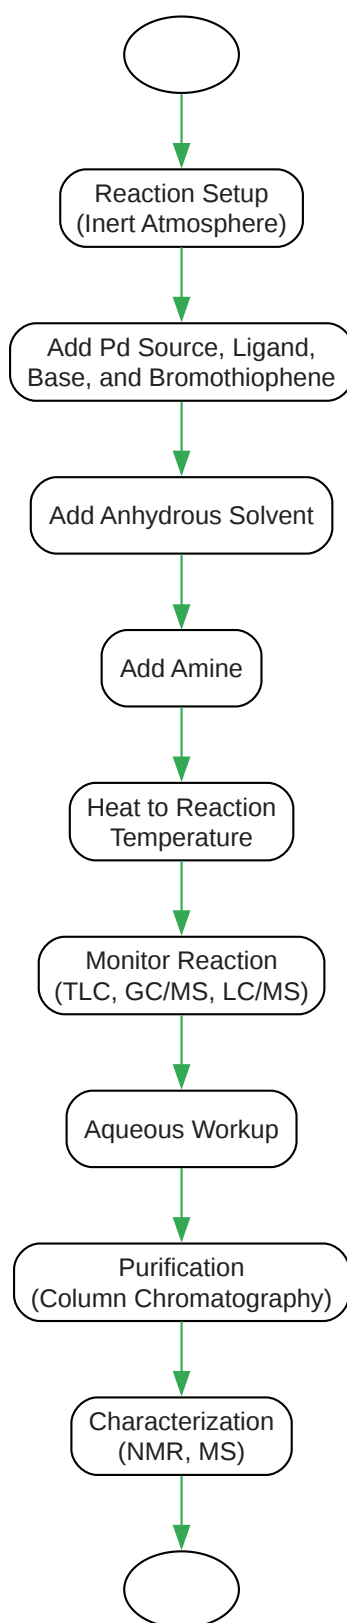 Reaction Setup
(Inert Atmosphere)
Add Pd Source, Ligand,
Base, and Bromothiophene
Add Anhydrous Solvent
Add Amine
Heat to Reaction
Temperature
Monitor Reaction
(TLC, GC/MS, LC/MS)
Aqueous Workup
Purification
(Column Chromatography)
Characterization
(NMR, MS)